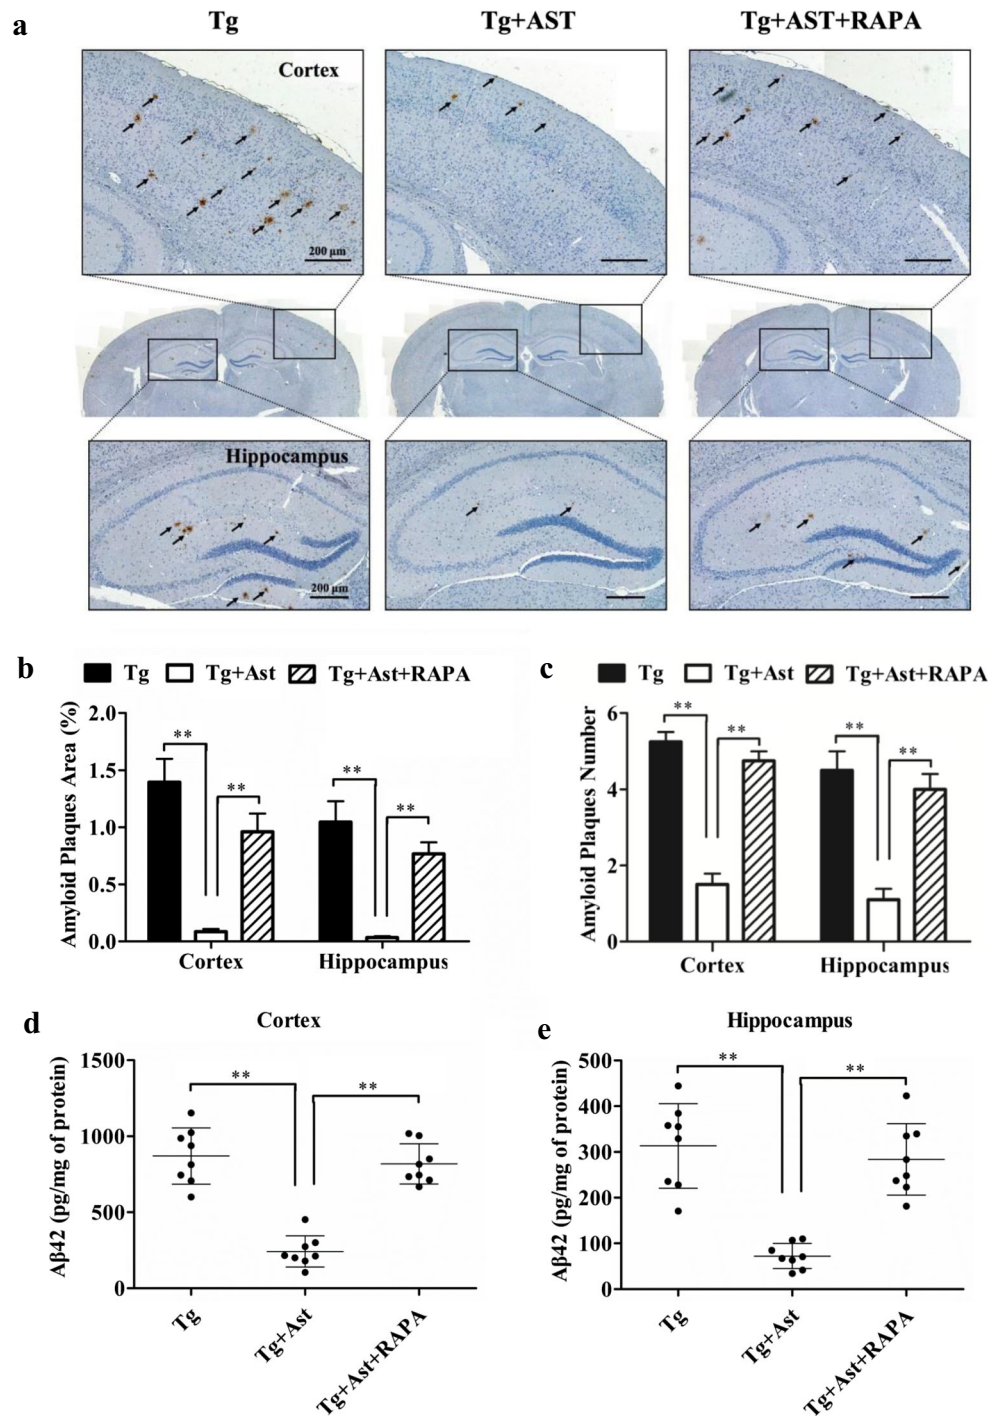 a
Tg
Tg+AST
Tg+AST+RAPA
Cortex
200 μm
Hippocampus
200 μm
b
Tg
Tg+Ast
Tg+Ast+RAPA
Amyloid Plaques Area (%)
2.0
1.5
1.0
0.5
0.0
**
**
**
**
Cortex
Hippocampus
c
Tg
Tg+Ast
Tg+Ast+RAPA
Amyloid Plaques Number
6
4
2
0
**
**
**
**
Cortex
Hippocampus
d
Cortex
Aβ42 (pg/mg of protein)
1500
1000
500
0
**
**
Tg
Tg+Ast
Tg+Ast+RAPA
e
Hippocampus
Aβ42 (pg/mg of protein)
500
400
300
200
100
0
**
**
Tg
Tg+Ast
Tg+Ast+RAPA